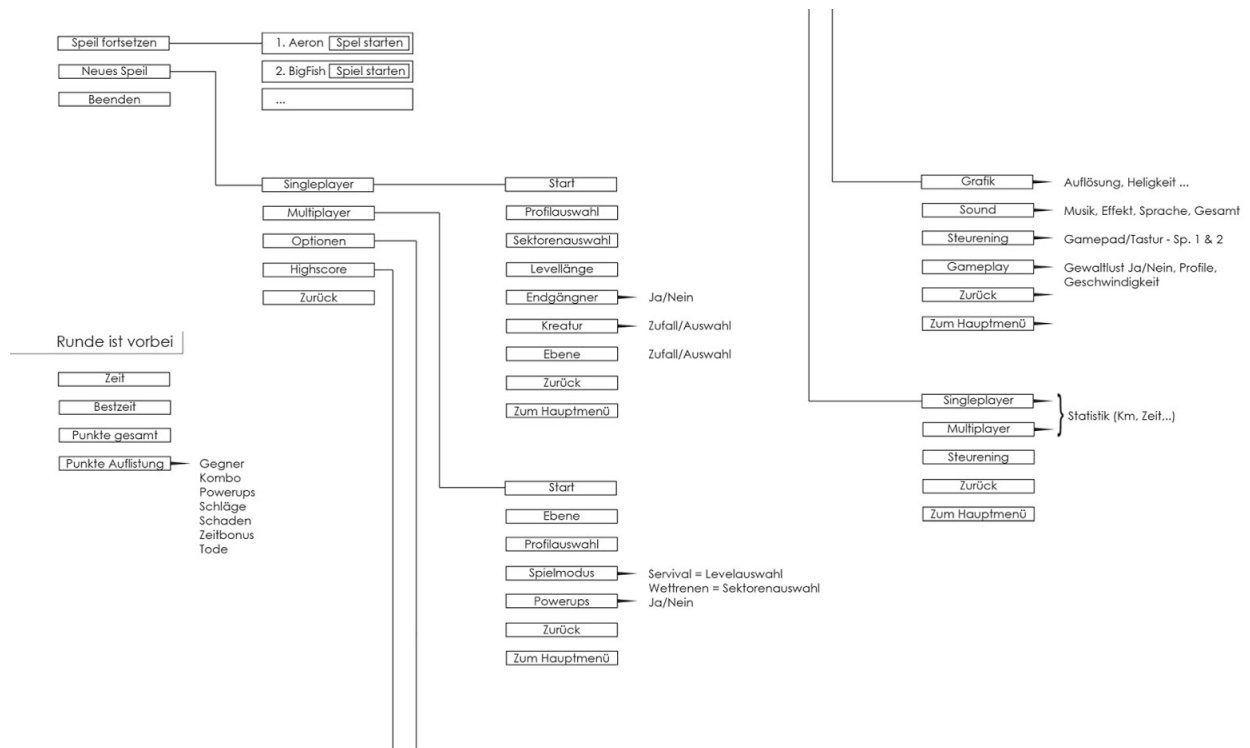 Speil fortsetzen
Neues Speil
Beenden
1. Aeron Spel starten
2. BigFish Spiel starten
...
Singleplayer
Multiplayer
Optionen
Highscore
Zurück
Start
Profilauswahl
Sektorenauswahl
Levellänge
Endgängner Ja/Nein
Kreatur Zufall/Auswahl
Ebene Zufall/Auswahl
Zurück
Zum Hauptmenü
Runde ist vorbei
Zeit
Bestzeit
Punkte gesamt
Punkte Auflistung
Gegner
Kombo
Powerups
Schläge
Schaden
Zeitbonus
Tode
Start
Ebene
Profilauswahl
Spielmodus Servival = Levelauswahl
Wettrenen = Sektorenauswahl
Powerups Ja/Nein
Zurück
Zum Hauptmenü
Grafik Auflösung, Heligkeit ...
Sound Musik, Effekt, Sprache, Gesamt
Steurening Gamepad/Tastur - Sp. 1 & 2
Gameplay Gewaltlust Ja/Nein, Profile,
Geschwindigkeit
Zurück
Zum Hauptmenü
Singleplayer
Multiplayer
Statistik (Km, Zeit,..)
Steurening
Zurück
Zum Hauptmenü